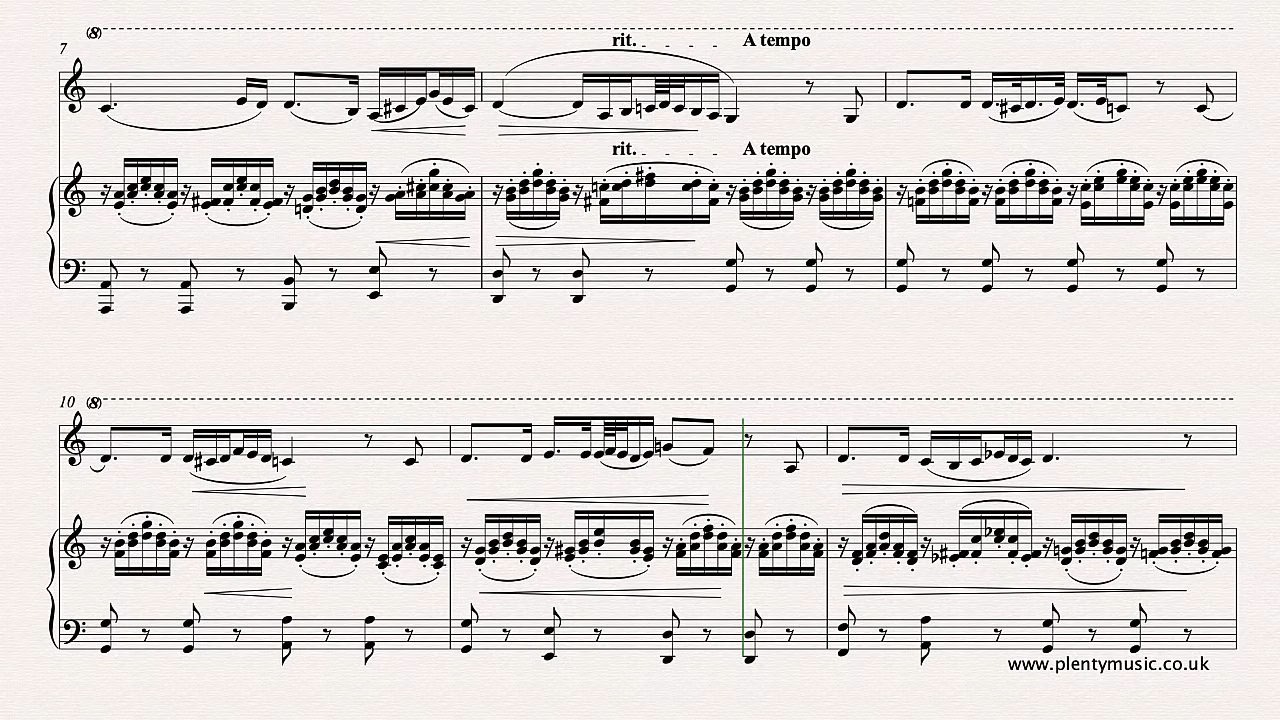 (8)
7
rit. A tempo
rit. A tempo
10 (8)
www.plentymusic.co.uk